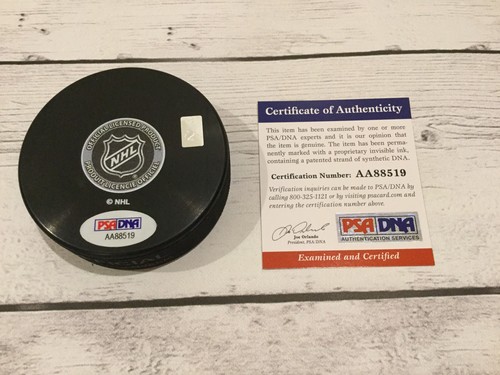 OFFICIAL LICENSED PRODUCT
NHL
PRODUIT LICENCIÉ OFFICIEL
© NHL
PSA DNA
AA88519
Certificate of Authenticity
This item has been examined by one or more
PSA/DNA experts and it is our opinion that
the item is genuine. The item has been perma-
nently marked with a proprietary invisible ink,
containing a patented strand of synthetic DNA.
Certification Number: AA88519
Verification inquiries can be made to PSA/DNA by
calling 800-325-1121 or by visiting psacard.com and
entering the certification number above.
Joe Orlando
President, PSA/DNA
PSA DNA
AUTHENTICATION SERVICES
Examined and Certified